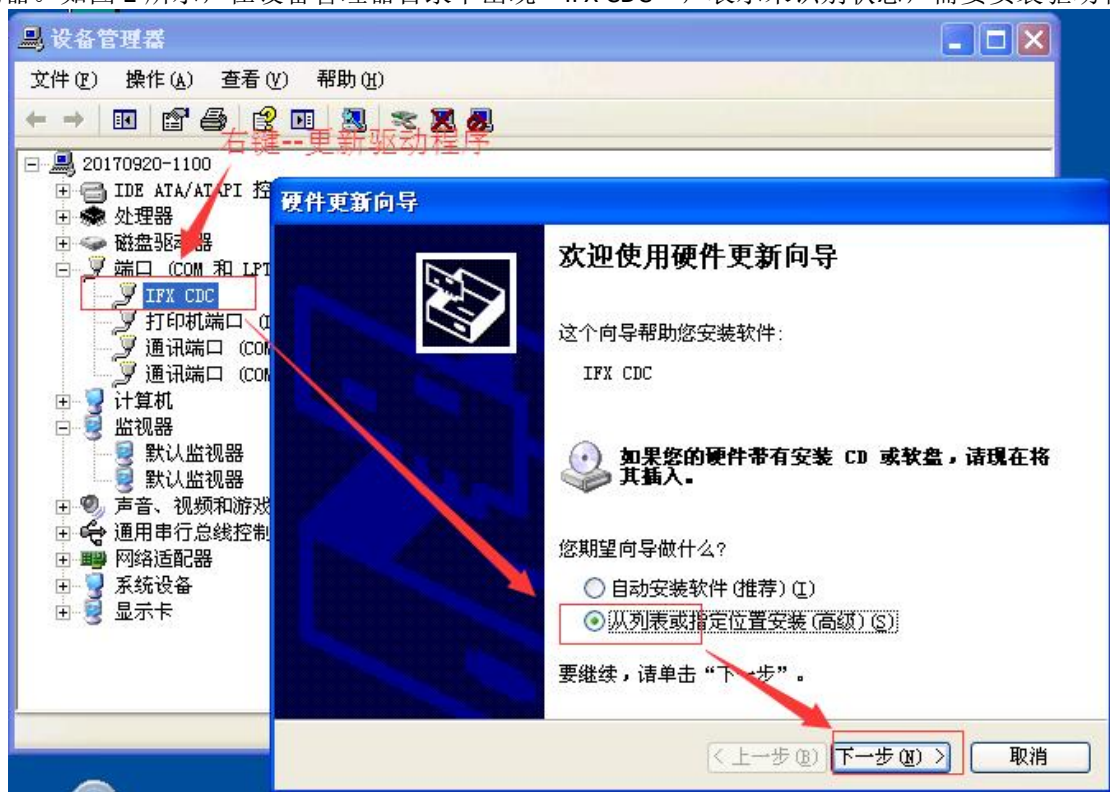 设备管理器
文件(F) 操作(A) 查看(V) 帮助(H)
右键--更新驱动程序
20170920-1100
IDE ATA/ATAPI 控
处理器
磁盘驱动器
端口 (COM 和 LPT
IFX CDC
打印机端口
通讯端口 (COM
通讯端口 (COM
计算机
监视器
默认监视器
默认监视器
声音、视频和游戏
通用串行总线控制
网络适配器
系统设备
显示卡
硬件更新向导
欢迎使用硬件更新向导
这个向导帮助您安装软件:
IFX CDC
如果您的硬件带有安装 CD 或软盘,请现在将
其插入。
您期望向导做什么?
自动安装软件(推荐)(I)
从列表或指定位置安装(高级)(S)
要继续,请单击“下一步”。
< 上一步(B) 下一步(N) > 取消